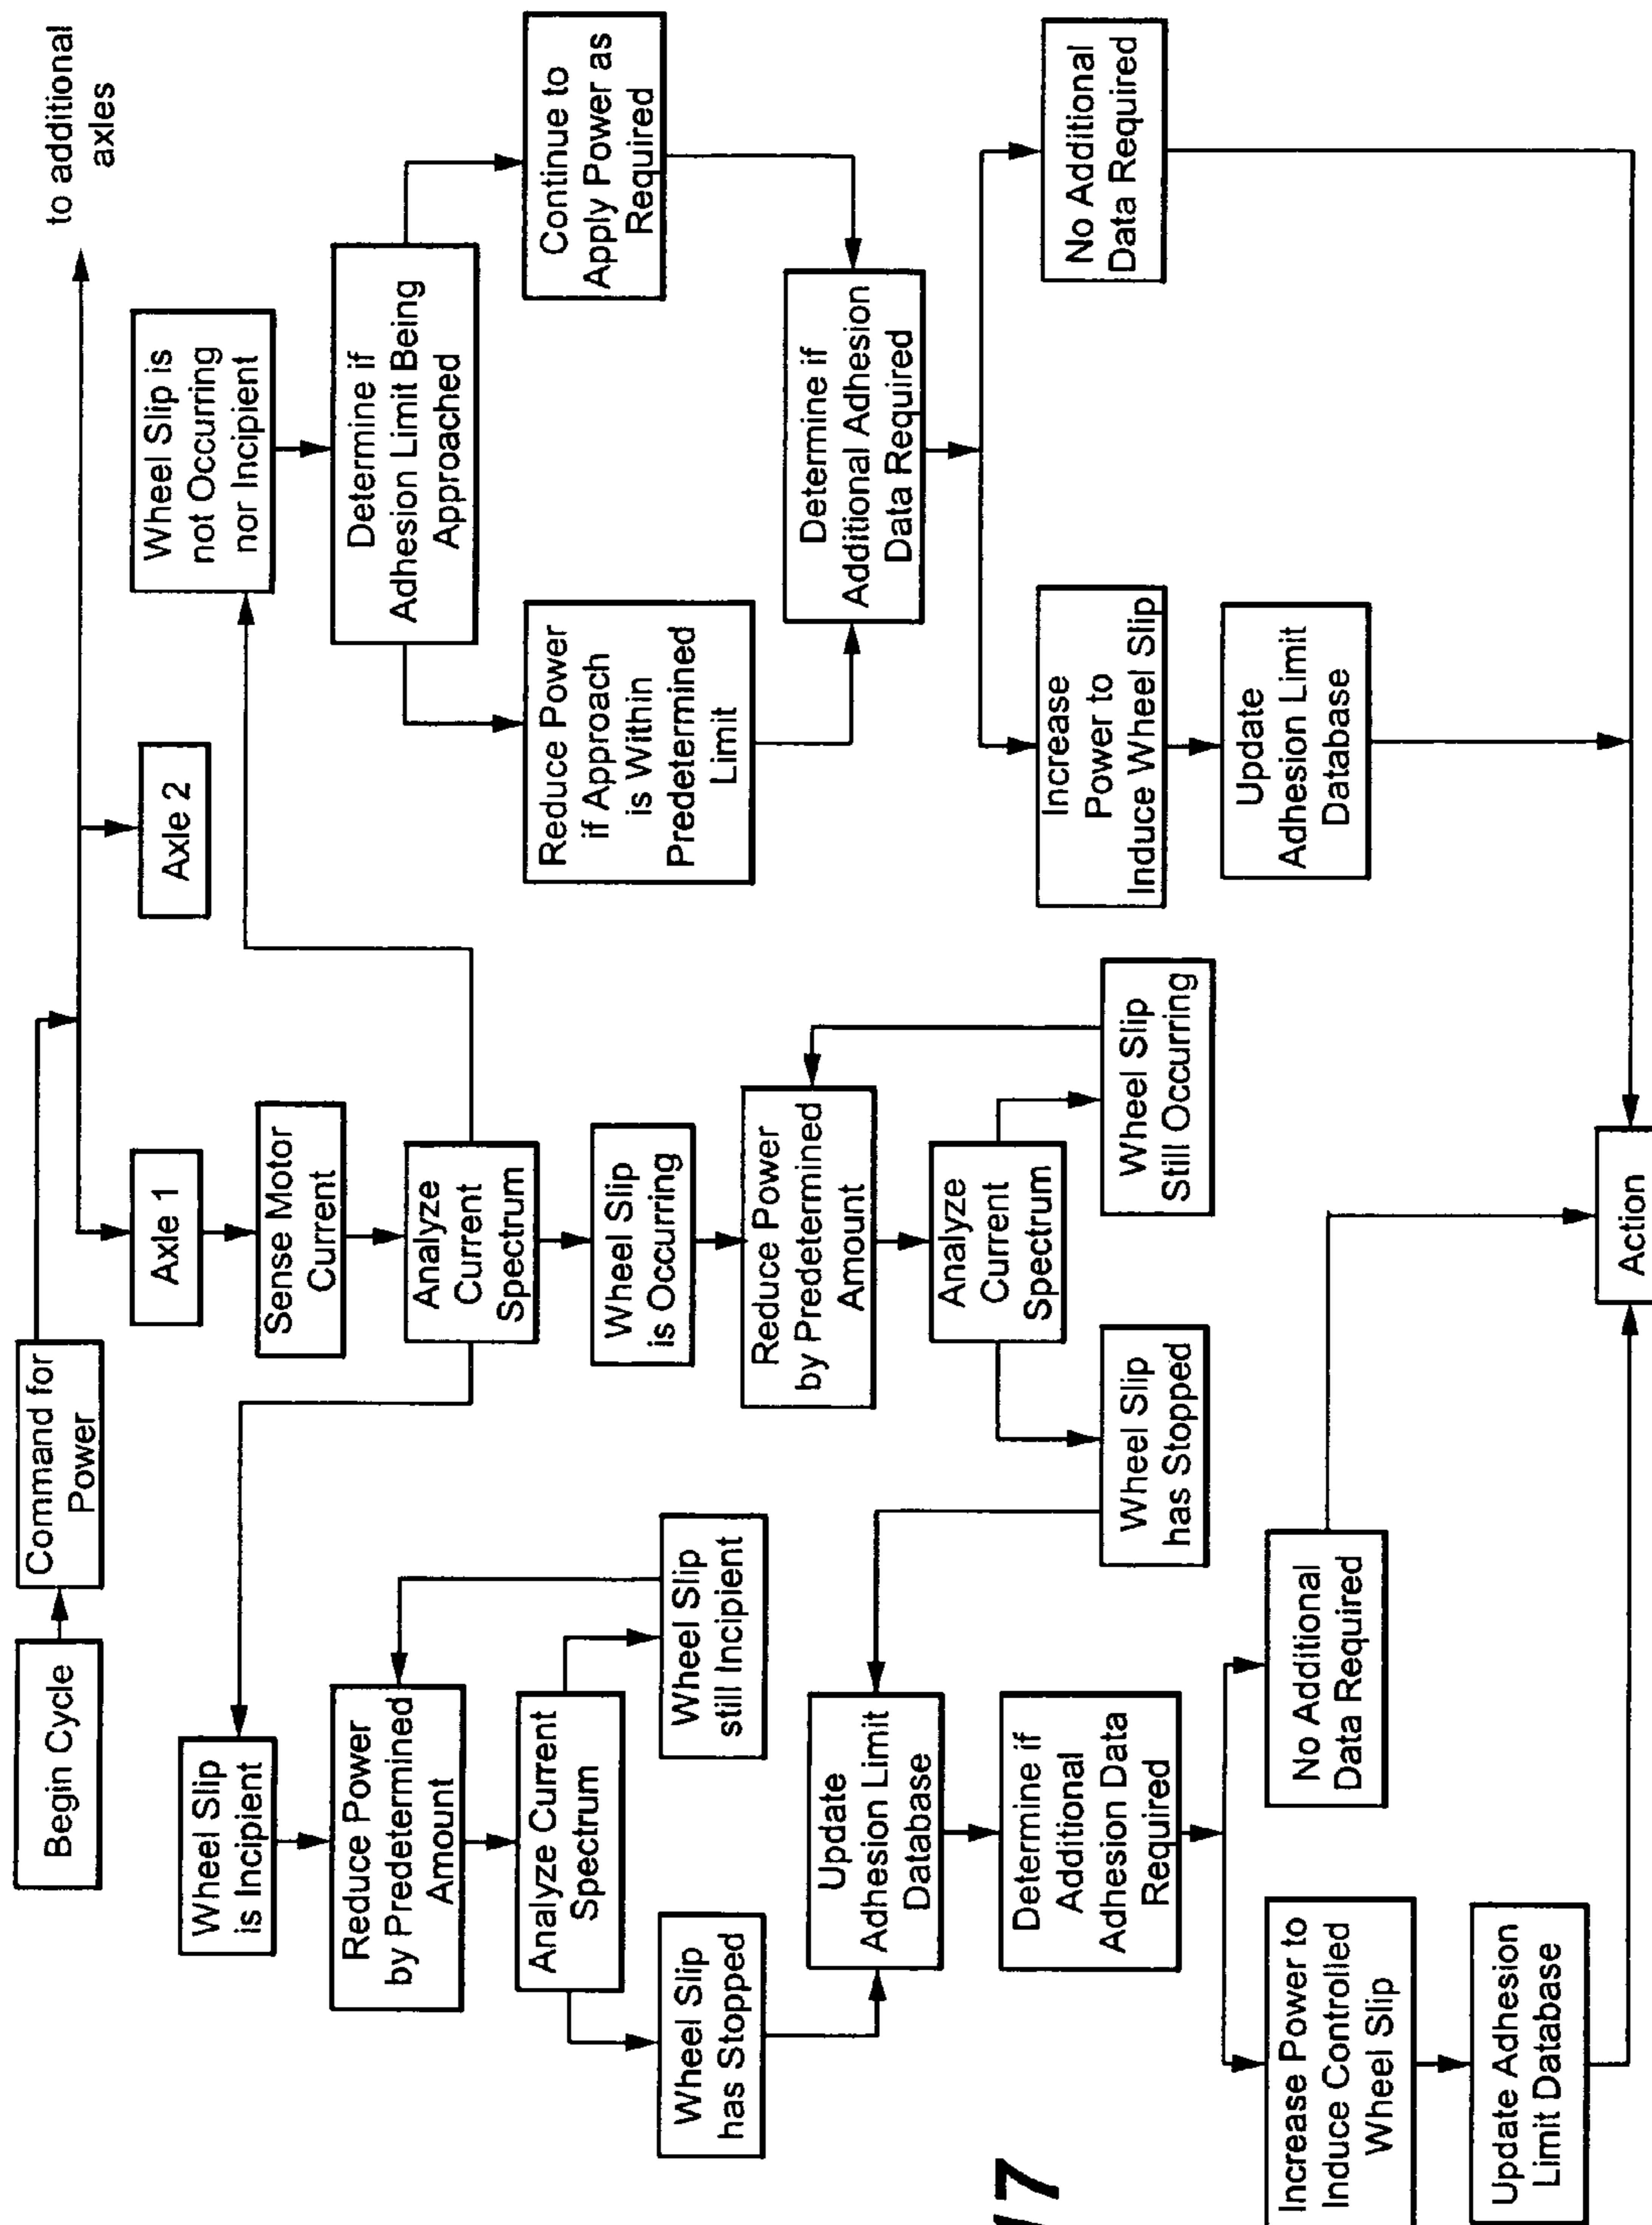 Begin Cycle
Command for
Power
to additional
axles
Axle 1
Axle 2
Sense Motor
Current
Analyze
Current
Spectrum
Wheel Slip
is Incipient
Reduce Power
by Predetermined
Amount
Analyze Current
Spectrum
Wheel Slip
still Incipient
Wheel Slip
has Stopped
Wheel Slip
is Occurring
Reduce Power
by Predetermined
Amount
Analyze
Current
Spectrum
Wheel Slip
has Stopped
Wheel Slip
Still Occurring
Update
Adhesion Limit
Database
Determine if
Additional
Adhesion Data
Required
Increase Power to
Induce Controlled
Wheel Slip
No Additional
Data Required
Update Adhesion
Limit Database
Wheel Slip is
not Occurring
nor Incipient
Determine if
Adhesion Limit Being
Approached
Reduce Power
if Approach
is Within
Predetermined
Limit
Continue to
Apply Power as
Required
Determine if
Additional Adhesion
Data Required
Increase
Power to
Induce Wheel Slip
No Additional
Data Required
Update
Adhesion Limit
Database
Action
7